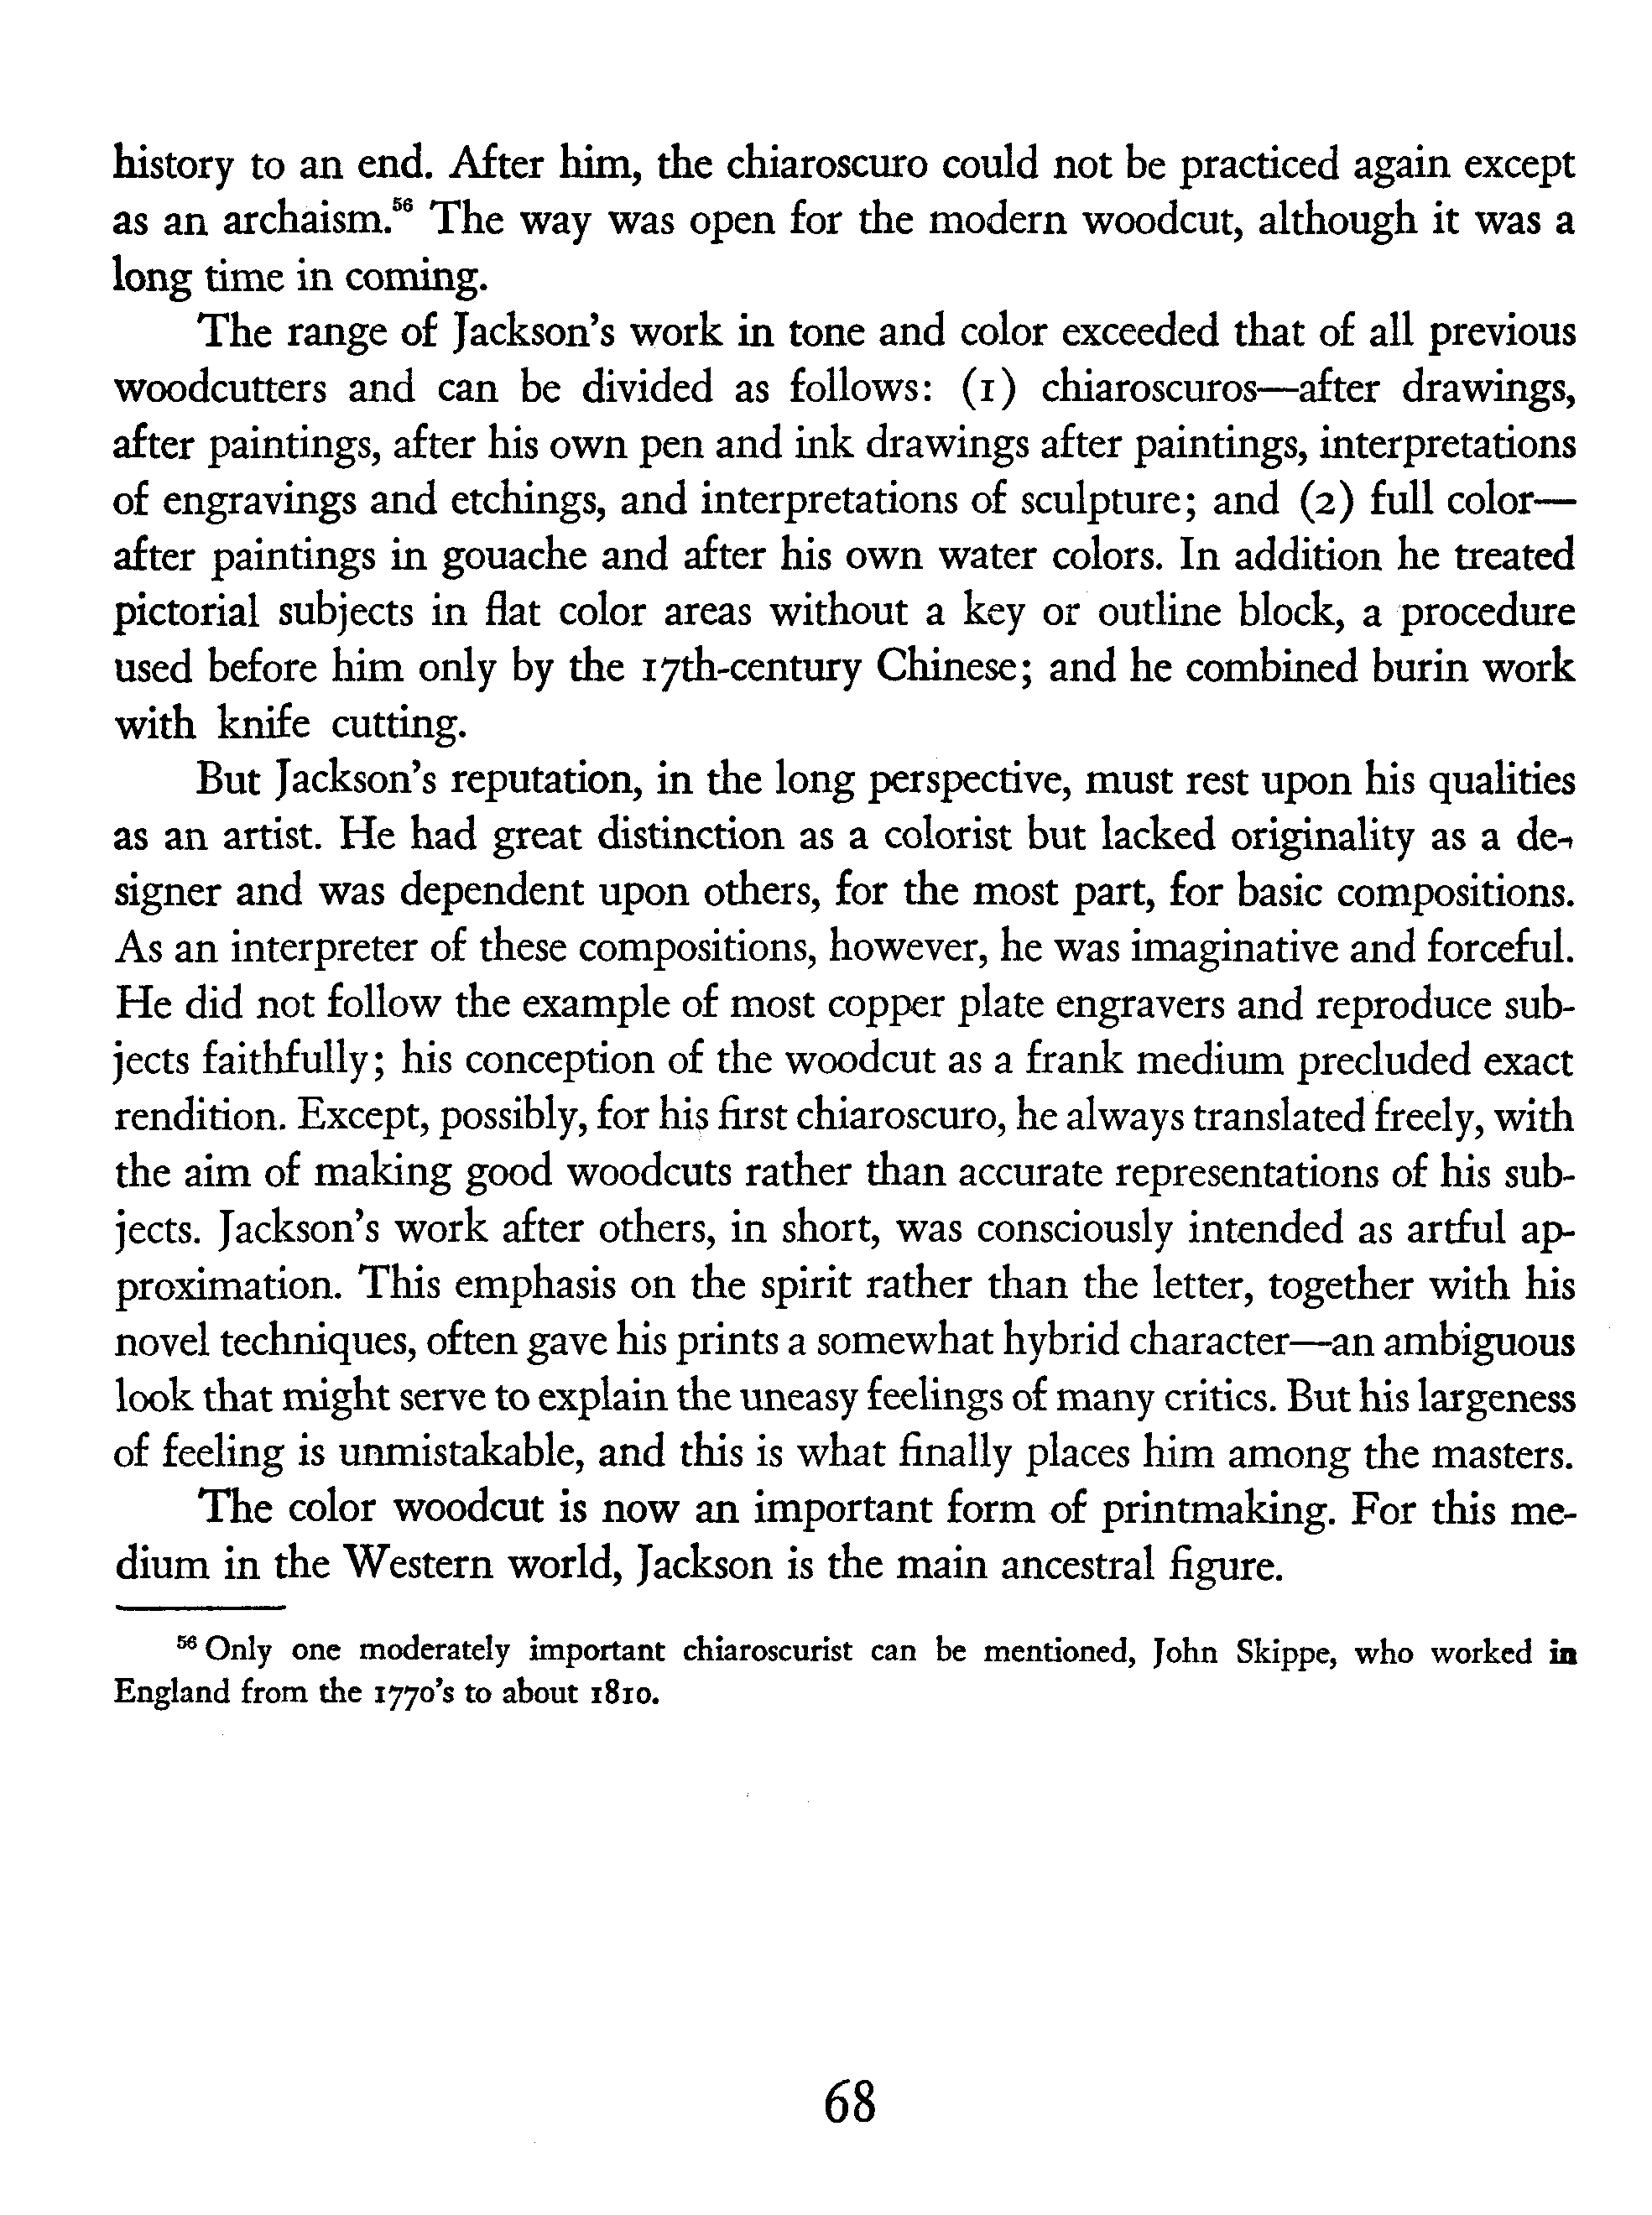 history to an end. After him, the chiaroscuro could not be practiced again except
as an archaism.⁵⁶ The way was open for the modern woodcut, although it was a
long time in coming.
The range of Jackson's work in tone and color exceeded that of all previous
woodcutters and can be divided as follows: (1) chiaroscuros—after drawings,
after paintings, after his own pen and ink drawings after paintings, interpretations
of engravings and etchings, and interpretations of sculpture; and (2) full color—
after paintings in gouache and after his own water colors. In addition he treated
pictorial subjects in flat color areas without a key or outline block, a procedure
used before him only by the 17th-century Chinese; and he combined burin work
with knife cutting.
But Jackson's reputation, in the long perspective, must rest upon his qualities
as an artist. He had great distinction as a colorist but lacked originality as a de-
signer and was dependent upon others, for the most part, for basic compositions.
As an interpreter of these compositions, however, he was imaginative and forceful.
He did not follow the example of most copper plate engravers and reproduce sub-
jects faithfully; his conception of the woodcut as a frank medium precluded exact
rendition. Except, possibly, for his first chiaroscuro, he always translated freely, with
the aim of making good woodcuts rather than accurate representations of his sub-
jects. Jackson's work after others, in short, was consciously intended as artful ap-
proximation. This emphasis on the spirit rather than the letter, together with his
novel techniques, often gave his prints a somewhat hybrid character—an ambiguous
look that might serve to explain the uneasy feelings of many critics. But his largeness
of feeling is unmistakable, and this is what finally places him among the masters.
The color woodcut is now an important form of printmaking. For this me-
dium in the Western world, Jackson is the main ancestral figure.
⁵⁶ Only one moderately important chiaroscurist can be mentioned, John Skippe, who worked in
England from the 1770's to about 1810.
68